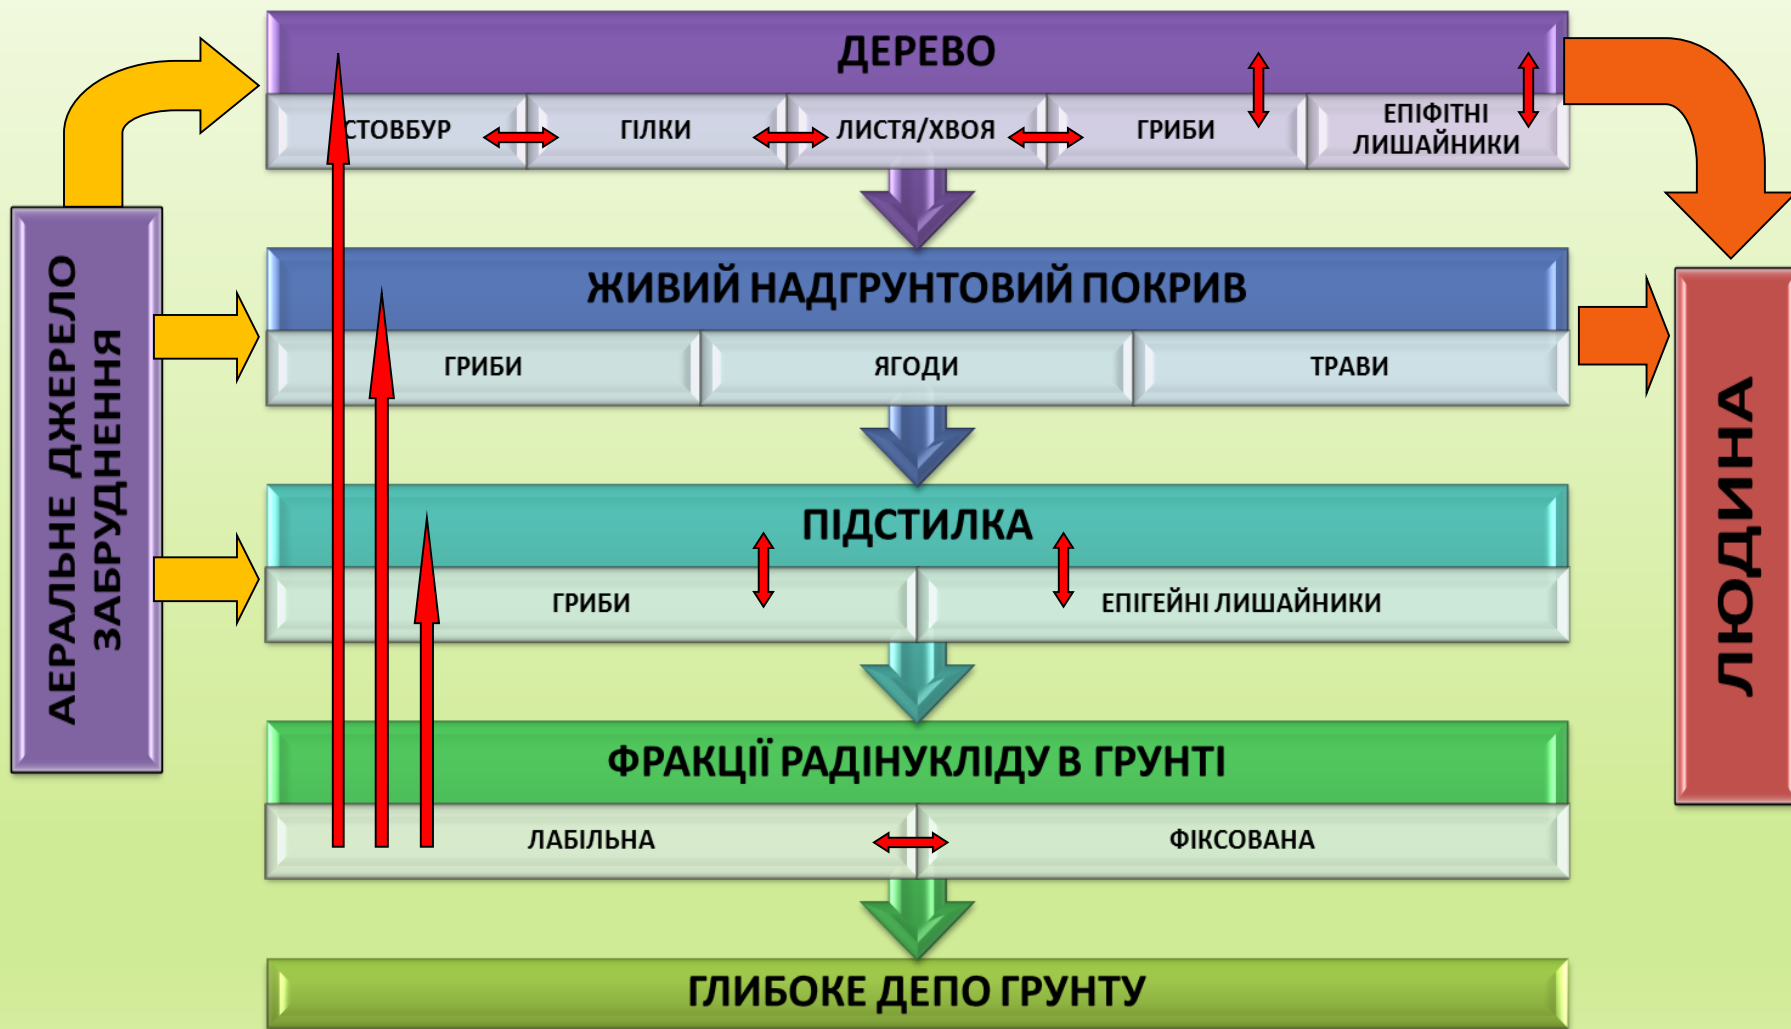 ДЕРЕВО
СТОВБУР
ГІЛКИ
ЛИСТЯ/ХВОЯ
ГРИБИ
ЕПІФІТНІ
ЛИШАЙНИКИ
АЕРАЛЬНЕ ДЖЕРЕЛО
ЗАБРУДНЕННЯ
ЖИВИЙ НАДГРУНТОВИЙ ПОКРИВ
ГРИБИ
ЯГОДИ
ТРАВИ
ЛЮДИНА
ПІДСТИЛКА
ГРИБИ
ЕПІГЕЙНІ ЛИШАЙНИКИ
ФРАКЦІЇ РАДІНУКЛІДУ В ГРУНТІ
ЛАБІЛЬНА
ФІКСОВАНА
ГЛИБОКЕ ДЕПО ГРУНТУ